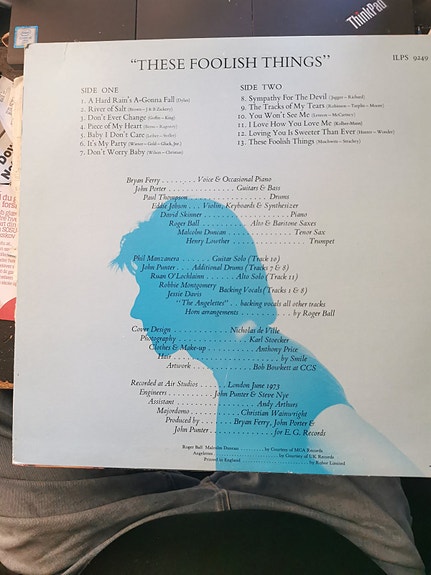 ThinkPad
"THESE FOOLISH THINGS"
ILPS 9249
SIDE ONE
1. A Hard Rain's A-Gonna Fall (Dylan)
2. River of Salt (Brown – J & B Zackery)
3. Don't Ever Change (Goffin – King)
4. Piece of My Heart (Berns – Ragovoy)
5. Baby I Don't Care (Leiber – Stoller)
6. It's My Party (Wiener – Gold – Gluck, Jnr.)
7. Don't Worry Baby (Wilson – Christian)
SIDE TWO
8. Sympathy For The Devil (Jagger – Richard)
9. The Tracks of My Tears (Robinson – Tarplin – Moore)
10. You Won't See Me (Lennon – McCartney)
11. I Love How You Love Me (Kolber – Mann)
12. Loving You Is Sweeter Than Ever (Hunter – Wonder)
13. These Foolish Things (Maschwitz – Strachey)
Bryan Ferry . . . . . . Voice & Occasional Piano
John Porter . . . . . . . . . . . Guitars & Bass
Paul Thompson . . . . . . . . . . . . Drums
Eddie Jobson . . Violin, Keyboards & Synthesizer
David Skinner . . . . . . . . . . . . . Piano
Roger Ball . . . . . Alto & Baritone Saxes
Malcolm Duncan . . . . . . . . . Tenor Sax
Henry Lowther . . . . . . . . . . . Trumpet
Phil Manzanera . . . . . Guitar Solo (Track 10)
John Punter . . Additional Drums (Tracks 7 & 8)
Ruan O'Lochlainn . . . . Alto Solo (Track 11)
Robbie Montgomery
Jessie Davis
Backing Vocals (Tracks 1 & 8)
"The Angelettes" . . backing vocals all other tracks
Horn arrangements . . . . . . . . by Roger Ball
Cover Design . . . . . . . . . Nicholas de Ville
Photography . . . . . . . . . . Karl Stoecker
Clothes & Make-up . . . . . . . Anthony Price
Hair . . . . . . . . . . . . . . . by Smile
Artwork . . . . . . . Bob Bowkett at CCS
Recorded at Air Studios . . . . London June 1973
Engineers . . . . . . John Punter & Steve Nye
Assistant . . . . . . . . . . . . Andy Arthurs
Majordomo . . . . . . . Christian Wainwright
Produced by . . . . . Bryan Ferry, John Porter &
John Punter . . . . . . . . for E. G. Records
Roger Ball Malcolm Duncan . . . . . by Courtesy of MCA Records
Angelettes . . . . . . . . . . by Courtesy of U.K Records
Printed in England . . . . . . . . by Robor Limited